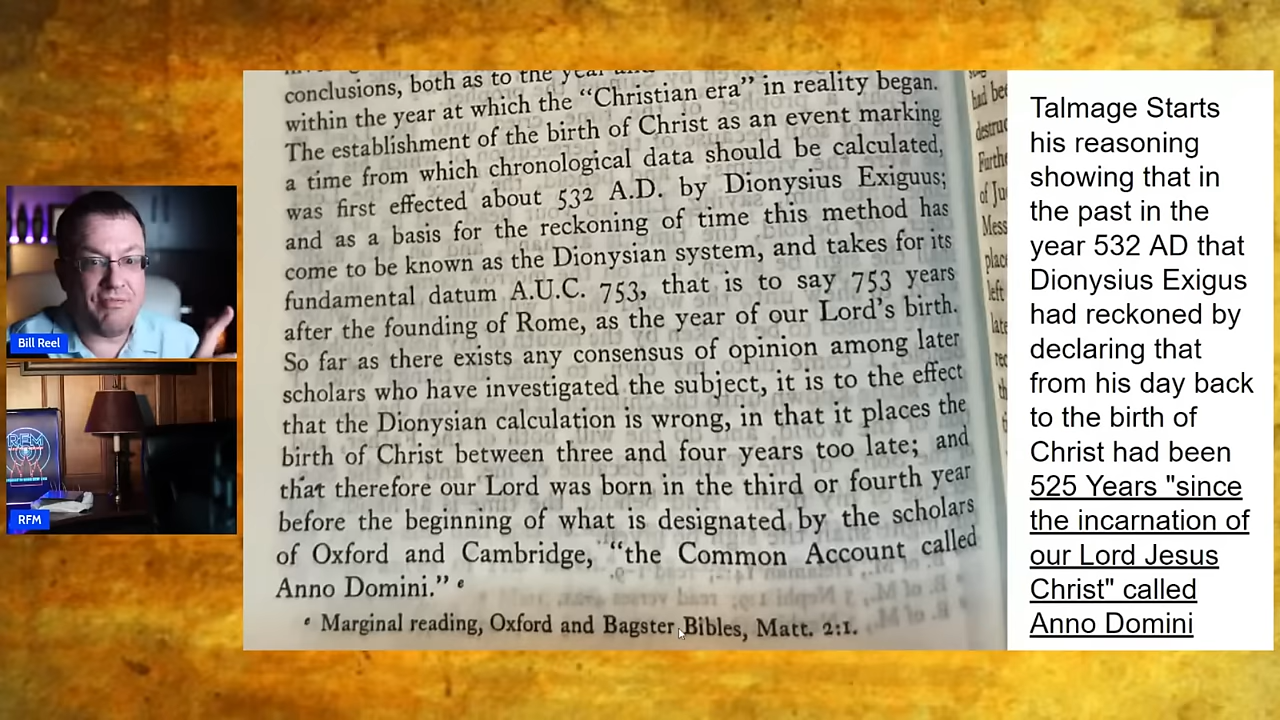 conclusions, both as to the year and
within the year at which the “Christian era” in reality began.
The establishment of the birth of Christ as an event marking
a time from which chronological data should be calculated,
was first effected about 532 A.D. by Dionysius Exiguus;
and as a basis for the reckoning of time this method has
come to be known as the Dionysian system, and takes for its
fundamental datum A.U.C. 753, that is to say 753 years
after the founding of Rome, as the year of our Lord’s birth.
So far as there exists any consensus of opinion among later
scholars who have investigated the subject, it is to the effect
that the Dionysian calculation is wrong, in that it places the
birth of Christ between three and four years too late; and
that therefore our Lord was born in the third or fourth year
before the beginning of what is designated by the scholars
of Oxford and Cambridge, “the Common Account called
Anno Domini.” e
e Marginal reading, Oxford and Bagster Bibles, Matt. 2:1.
Talmage Starts
his reasoning
showing that in
the past in the
year 532 AD that
Dionysius Exigus
had reckoned by
declaring that
from his day back
to the birth of
Christ had been
525 Years "since
the incarnation of
our Lord Jesus
Christ" called
Anno Domini
Bill Reel
RFM
RFM